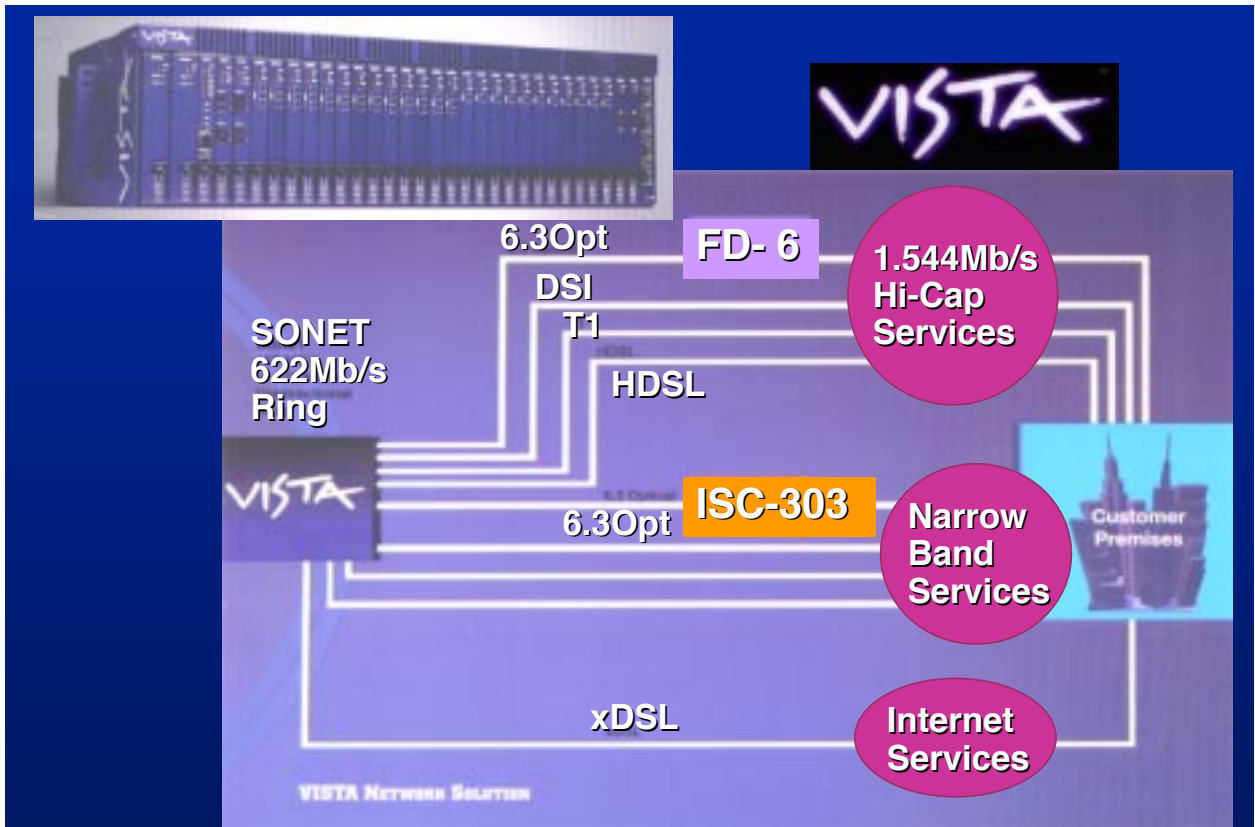 VISTA
VISTA
VISTA
6.3Opt
FD- 6
1.544Mb/s
Hi-Cap
Services
DSI
T1
SONET
622Mb/s
Ring
HDSL
HDSL
VISTA
6.3 Optical
ISC-303
6.3Opt
Narrow
Band
Services
Customer
Premises
xDSL
Internet
Services
VISTA NETWORK SOLUTION